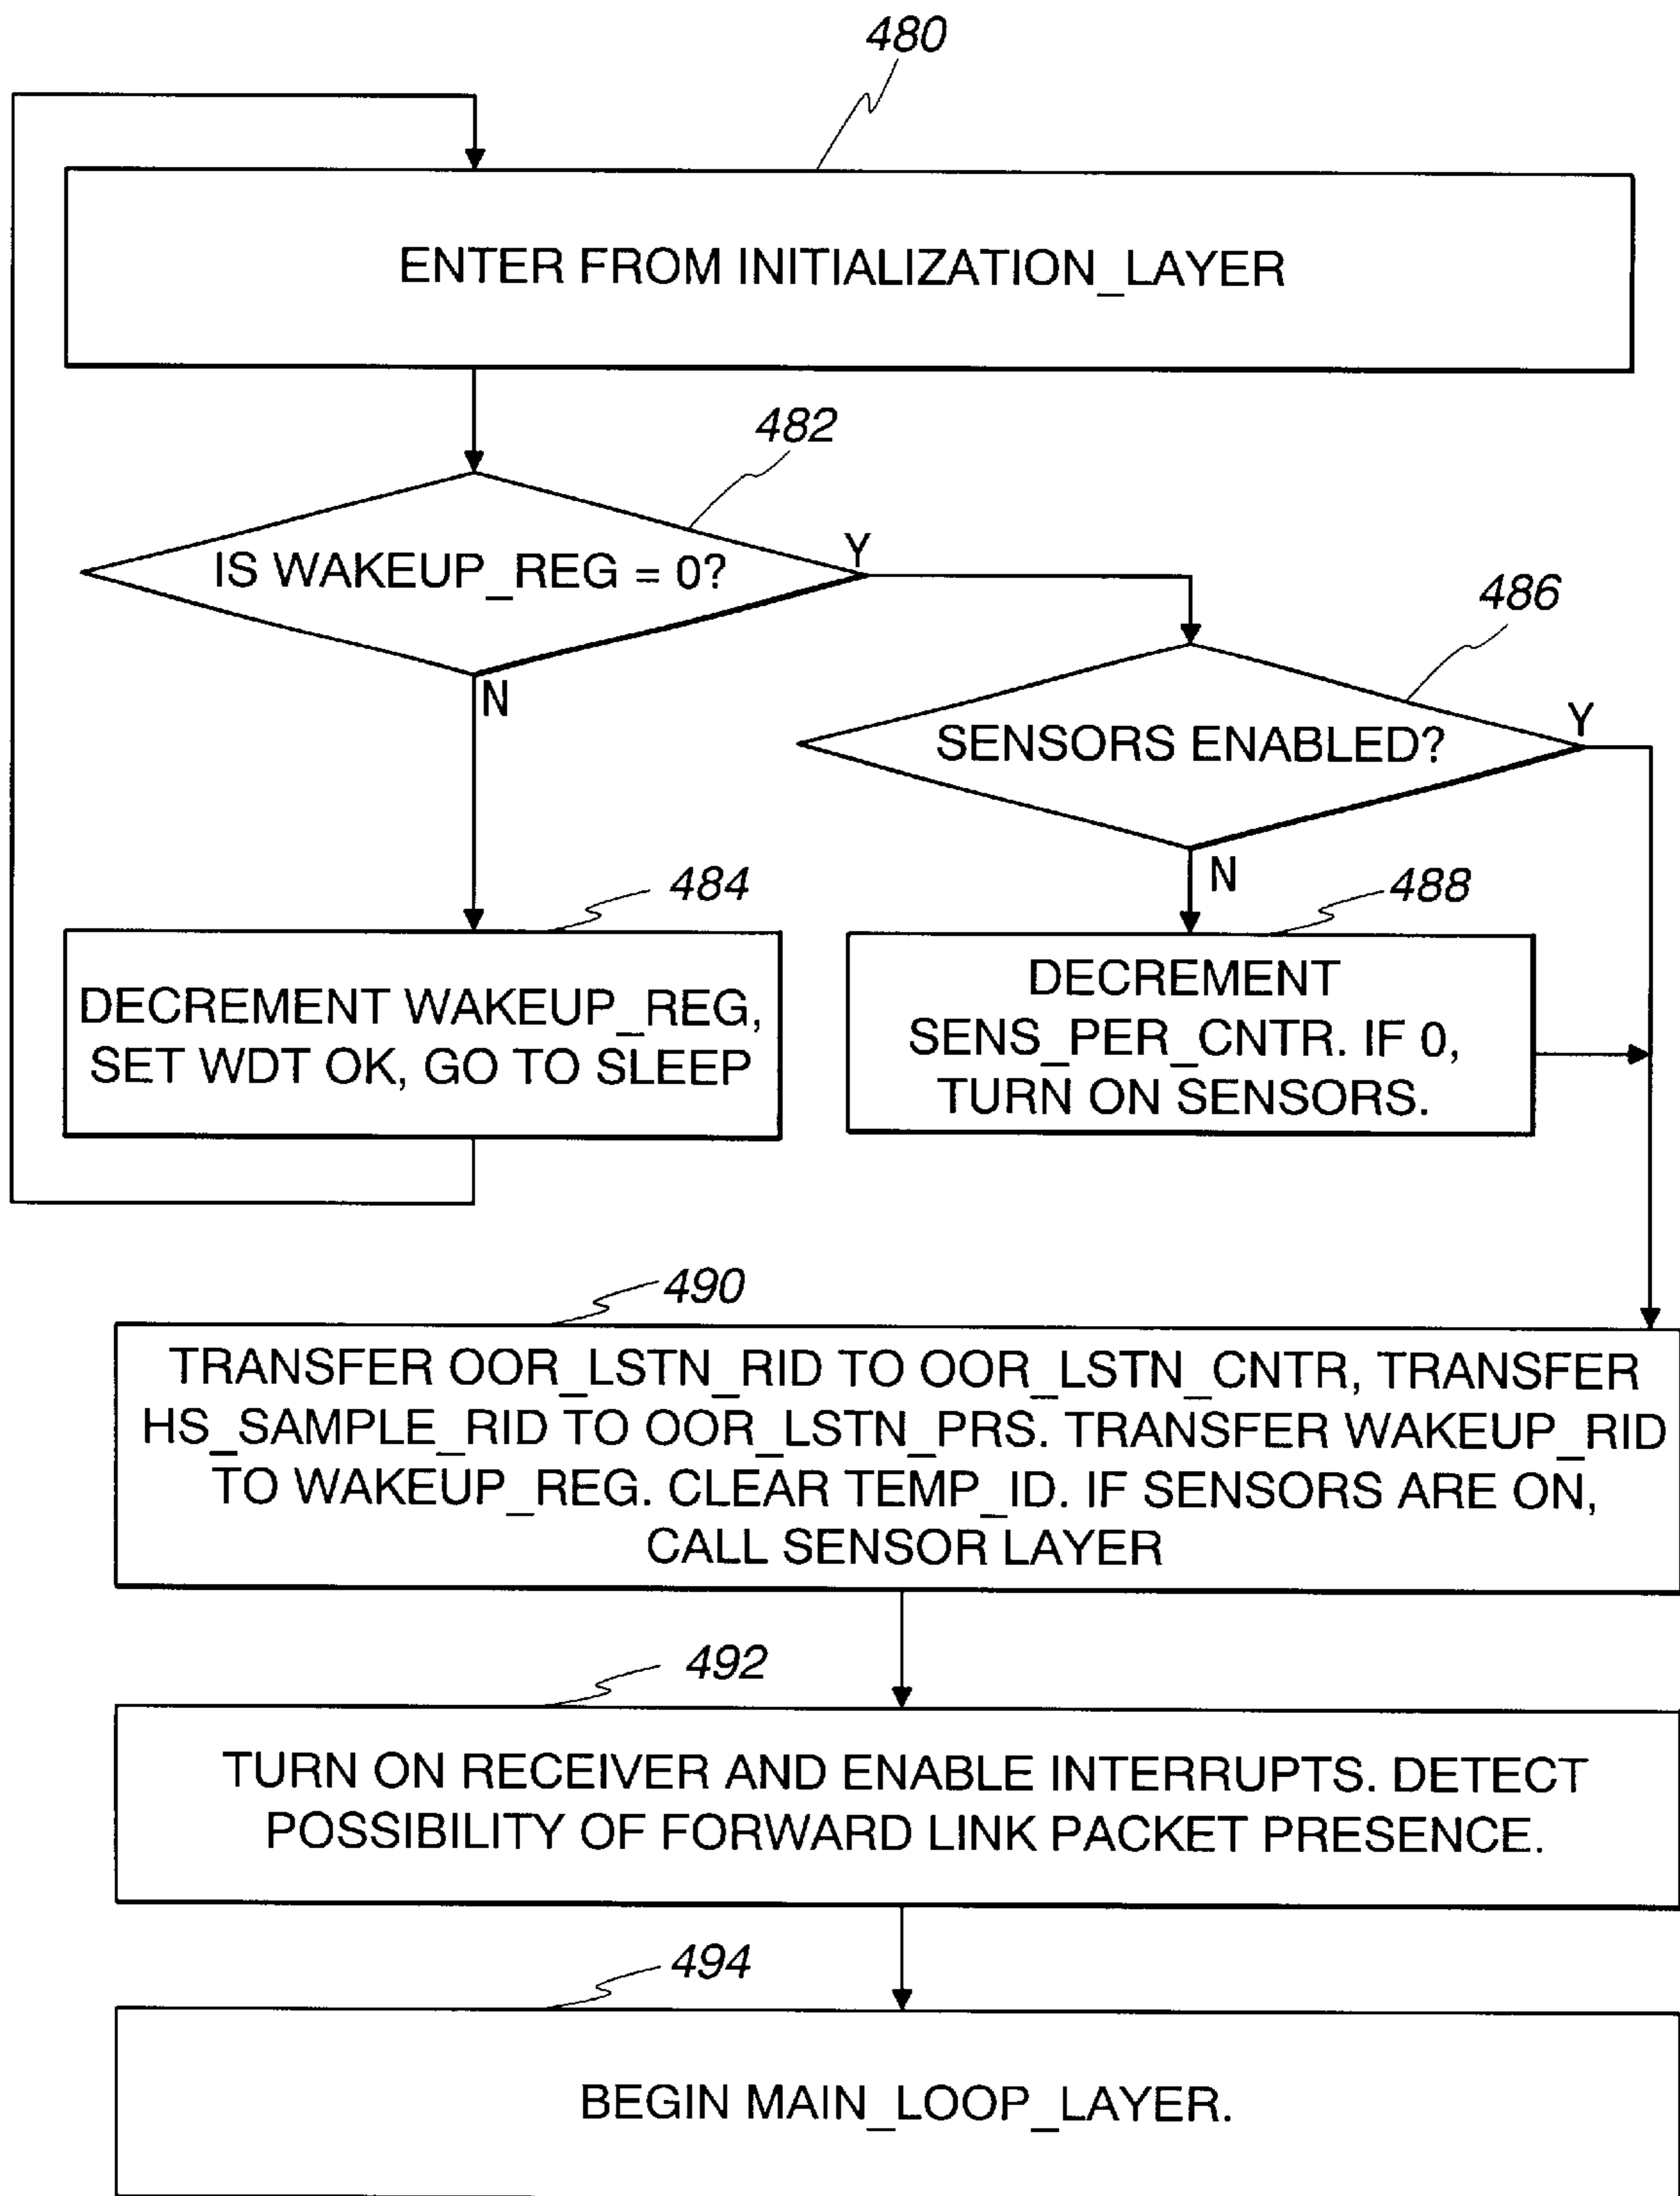 480
ENTER FROM INITIALIZATION_LAYER
482
IS WAKEUP_REG = 0?
Y
N
486
SENSORS ENABLED?
Y
N
484
DECREMENT WAKEUP_REG,
SET WDT OK, GO TO SLEEP
488
DECREMENT
SENS_PER_CNTR. IF 0,
TURN ON SENSORS.
490
TRANSFER OOR_LSTN_RID TO OOR_LSTN_CNTR, TRANSFER
HS_SAMPLE_RID TO OOR_LSTN_PRS. TRANSFER WAKEUP_RID
TO WAKEUP_REG. CLEAR TEMP_ID. IF SENSORS ARE ON,
CALL SENSOR LAYER
492
TURN ON RECEIVER AND ENABLE INTERRUPTS. DETECT
POSSIBILITY OF FORWARD LINK PACKET PRESENCE.
494
BEGIN MAIN_LOOP_LAYER.